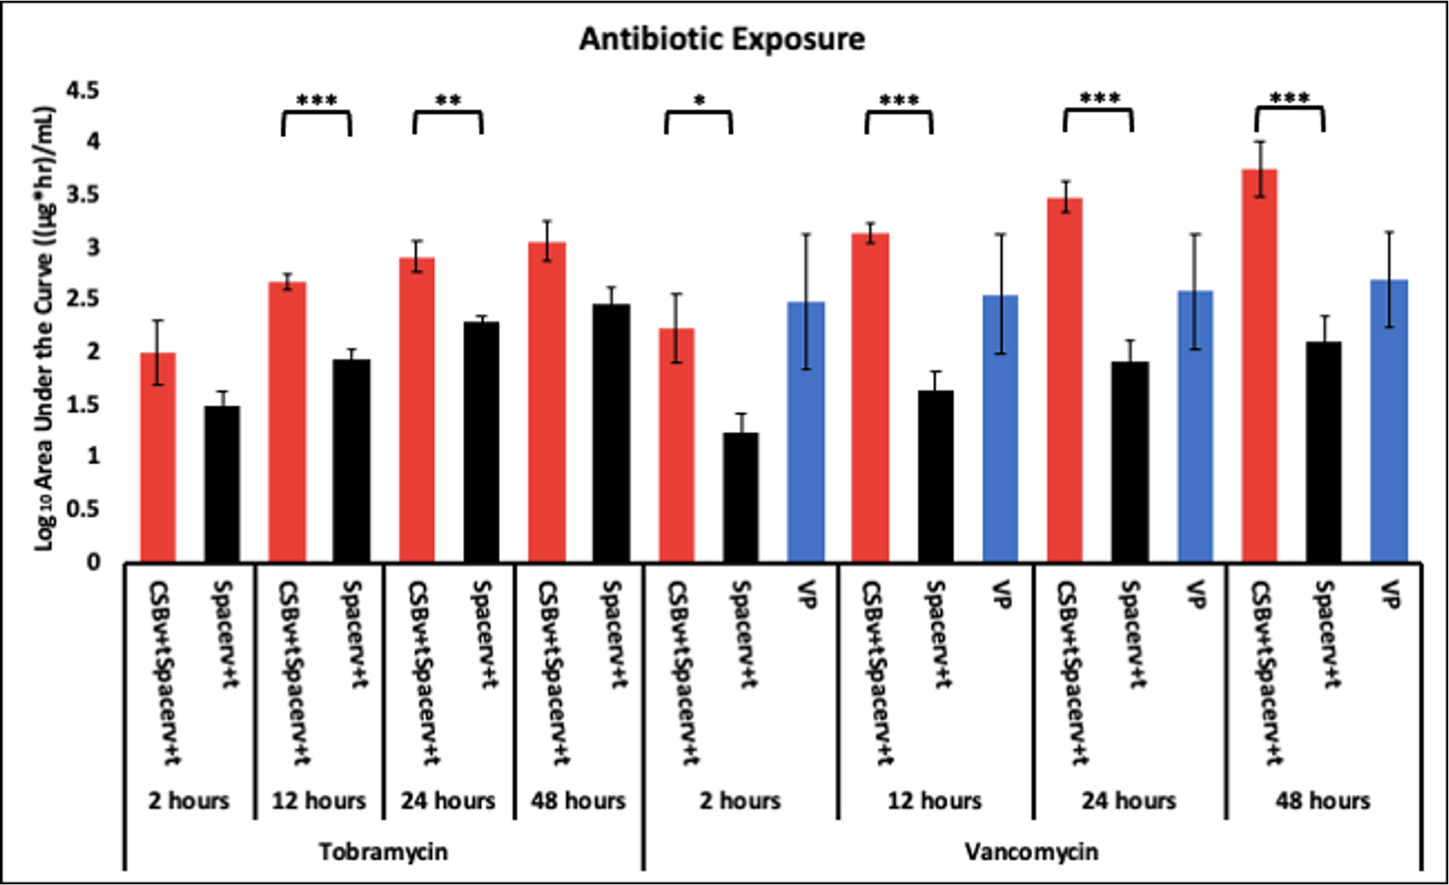 Antibiotic Exposure
Log10 Area Under the Curve ((µg*hr)/mL)
4.5
4
3.5
3
2.5
2
1.5
1
0.5
0
*** ** * *** *** ***
CSBv+tSpacerv+t
Spacerv+t
CSBv+tSpacerv+t
Spacerv+t
CSBv+tSpacerv+t
Spacerv+t
CSBv+tSpacerv+t
Spacerv+t
CSBv+tSpacerv+t
Spacerv+t
VP
CSBv+tSpacerv+t
Spacerv+t
VP
CSBv+tSpacerv+t
Spacerv+t
VP
CSBv+tSpacerv+t
Spacerv+t
VP
2 hours 12 hours 24 hours 48 hours 2 hours 12 hours 24 hours 48 hours
Tobramycin Vancomycin